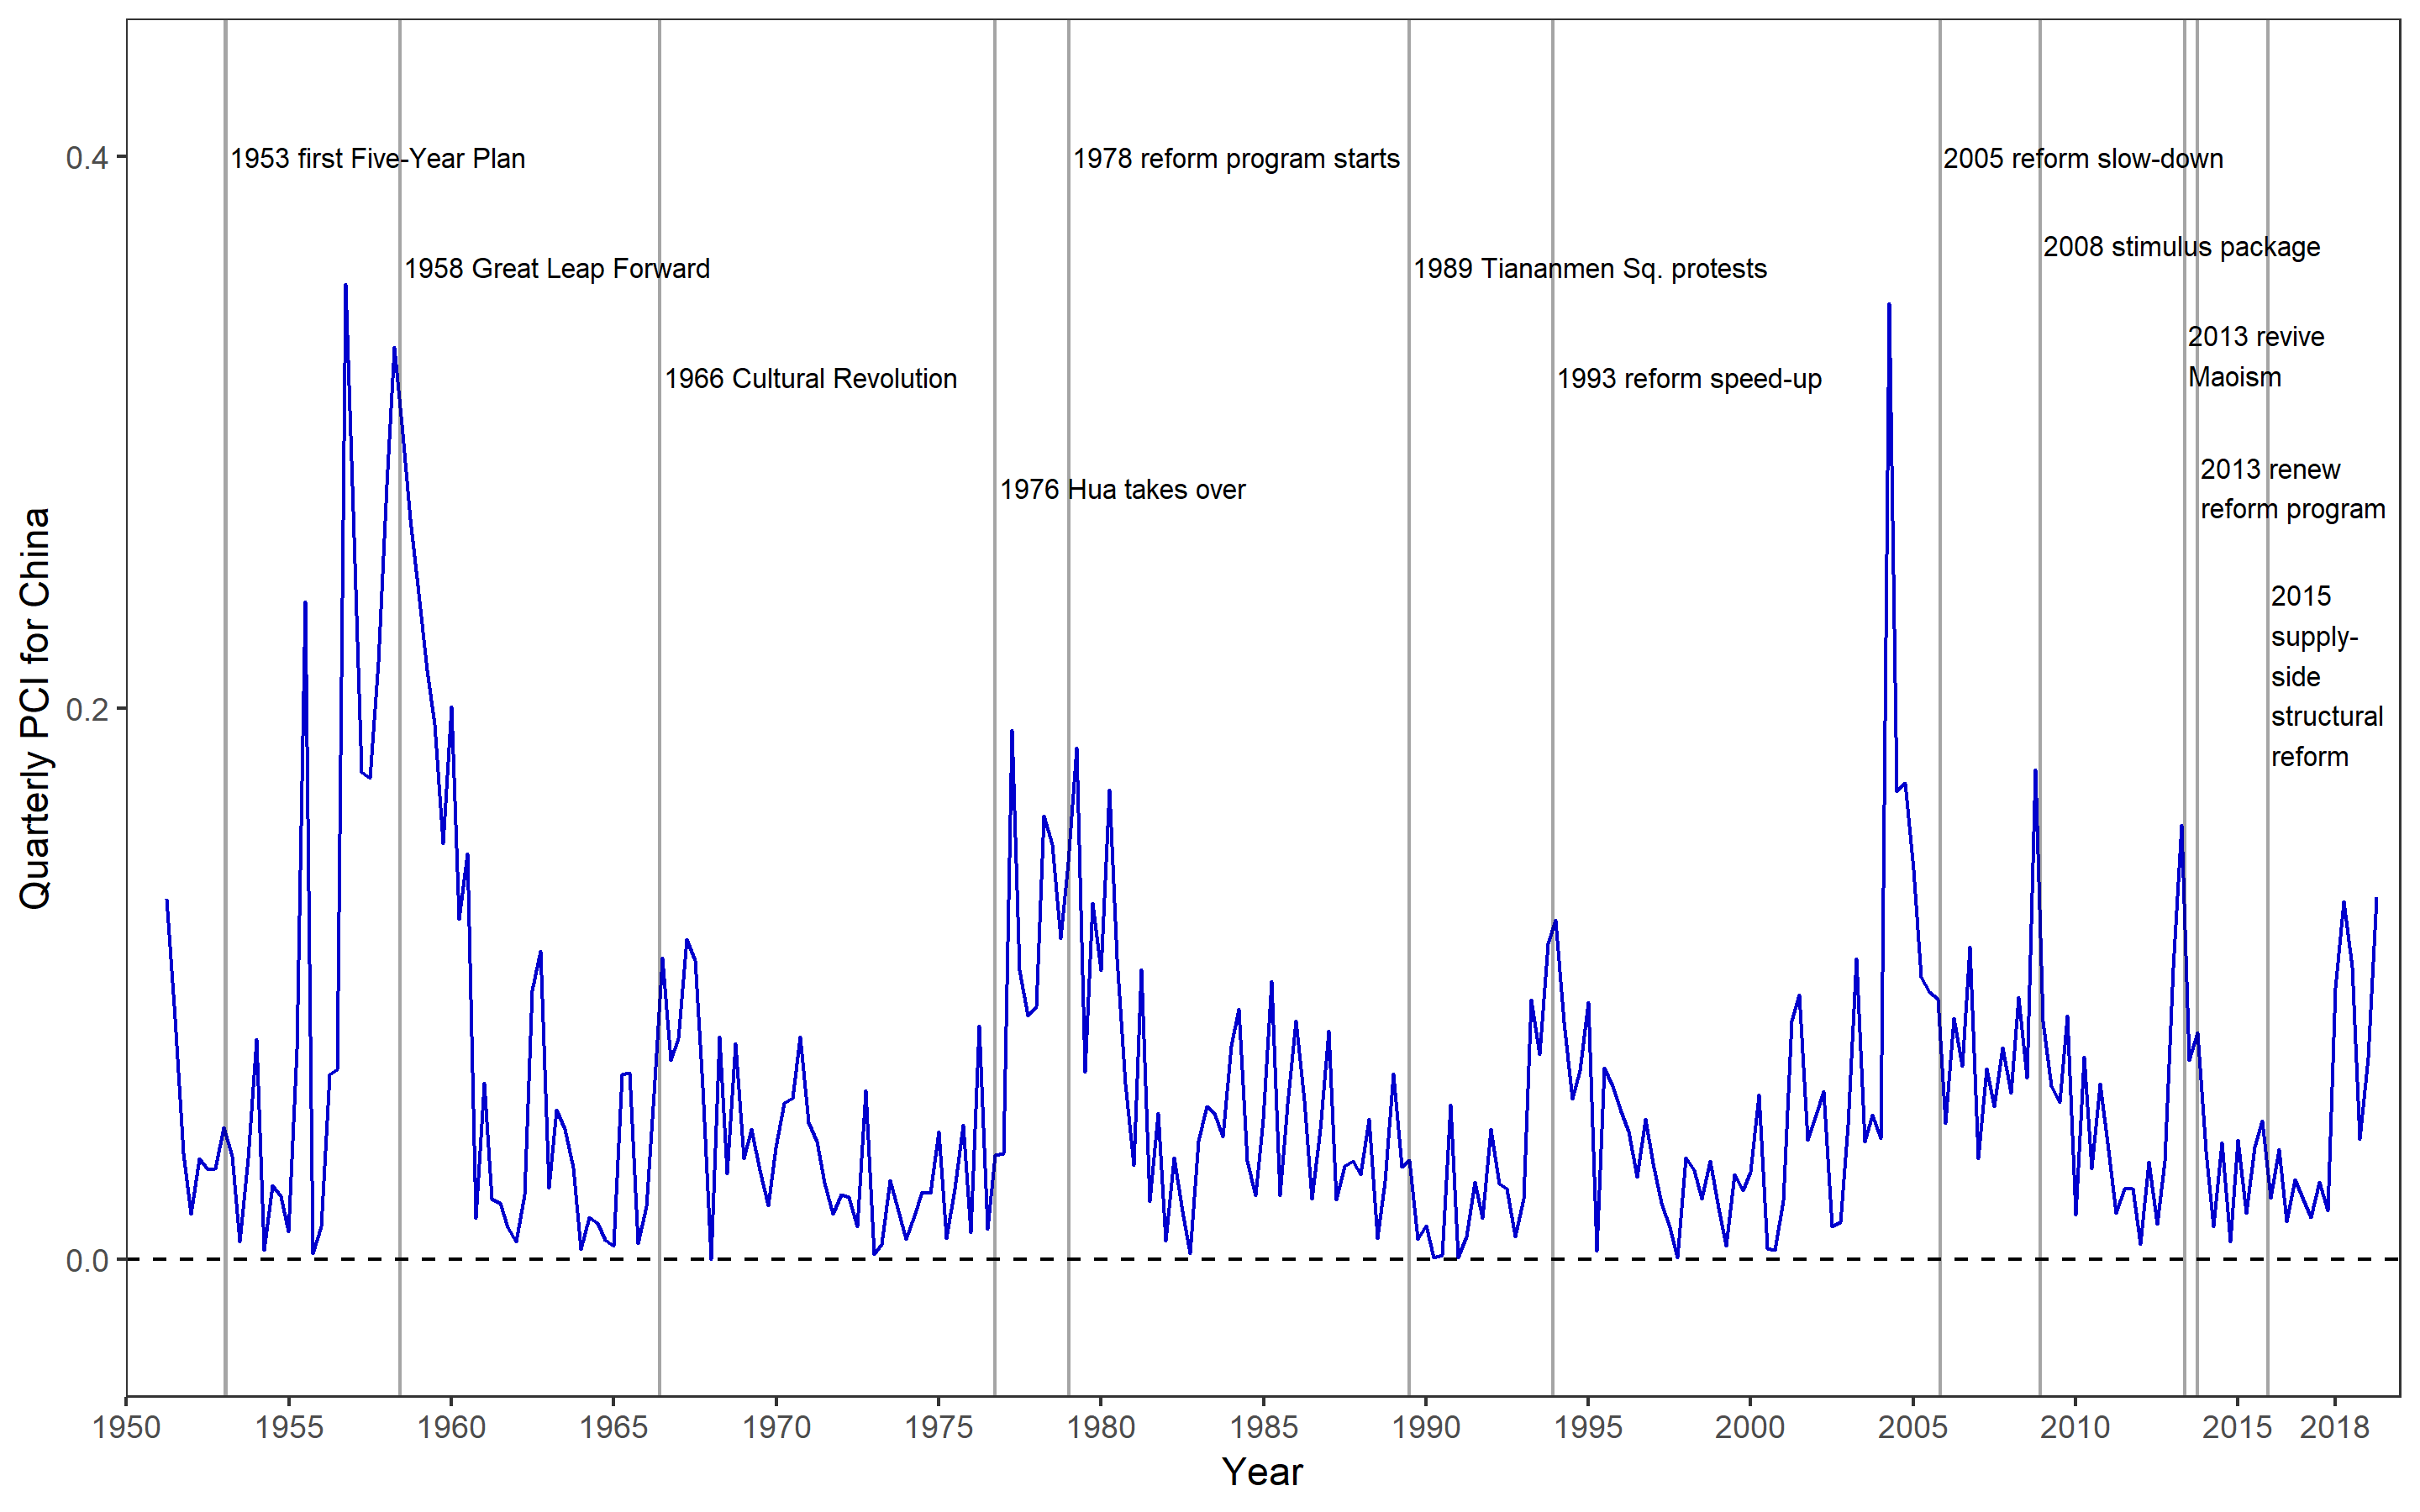 Quarterly PCI for China
0.4
0.2
0.0
1953 first Five-Year Plan
1978 reform program starts
2005 reform slow-down
2008 stimulus package
1958 Great Leap Forward
1989 Tiananmen Sq. protests
2013 revive
Maoism
1966 Cultural Revolution
1993 reform speed-up
2013 renew
reform program
1976 Hua takes over
2015
supply-
side
structural
reform
1950 1955 1960 1965 1970 1975 1980 1985 1990 1995 2000 2005 2010 2015 2018
Year